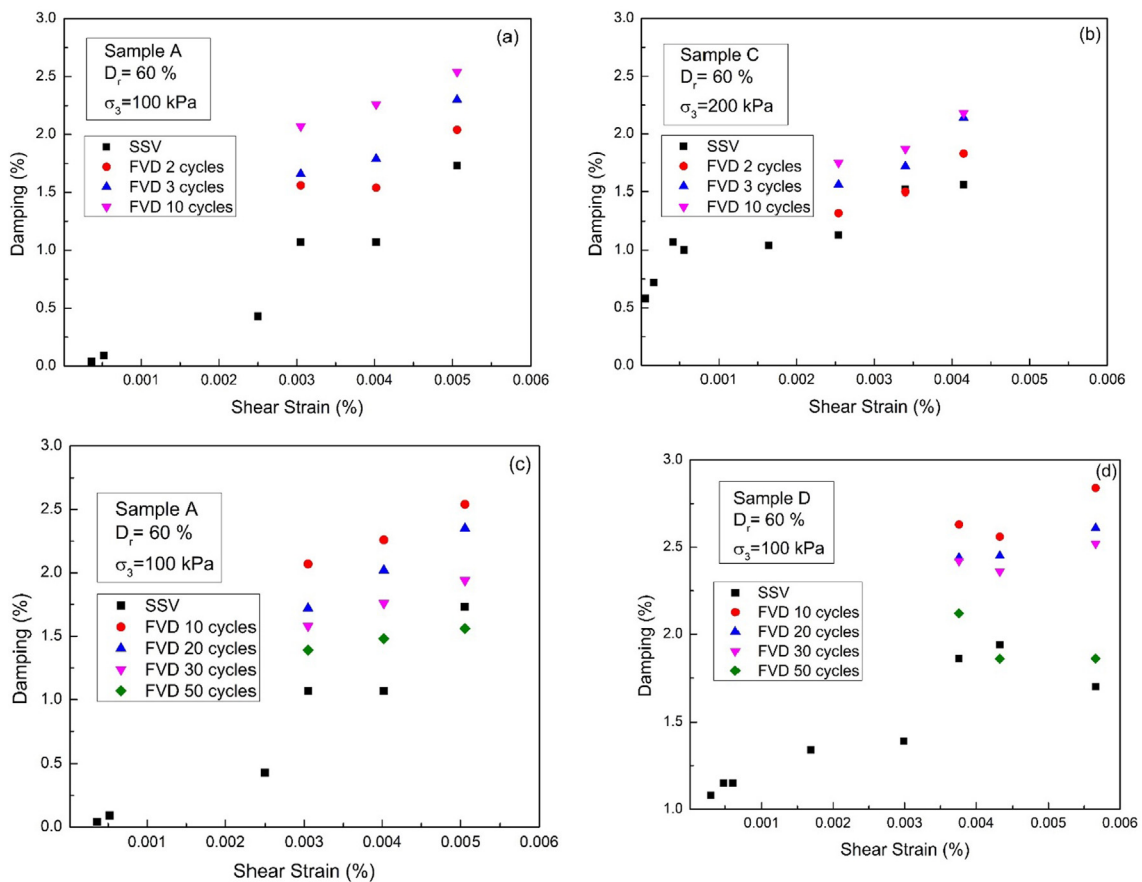 (a)
Sample A
Dr= 60 %
σ3=100 kPa
SSV
FVD 2 cycles
FVD 3 cycles
FVD 10 cycles
Damping (%)
3.0
2.5
2.0
1.5
1.0
0.5
0.0
0.001 0.002 0.003 0.004 0.005 0.006
Shear Strain (%)
(b)
Sample C
Dr= 60 %
σ3=200 kPa
SSV
FVD 2 cycles
FVD 3 cycles
FVD 10 cycles
Damping (%)
3.0
2.5
2.0
1.5
1.0
0.5
0.0
0.001 0.002 0.003 0.004 0.005 0.006
Shear Strain (%)
(c)
Sample A
Dr= 60 %
σ3=100 kPa
SSV
FVD 10 cycles
FVD 20 cycles
FVD 30 cycles
FVD 50 cycles
Damping (%)
3.0
2.5
2.0
1.5
1.0
0.5
0.0
0.001 0.002 0.003 0.004 0.005 0.006
Shear Strain (%)
(d)
Sample D
Dr= 60 %
σ3=100 kPa
SSV
FVD 10 cycles
FVD 20 cycles
FVD 30 cycles
FVD 50 cycles
Damping (%)
3.0
2.5
2.0
1.5
1.0
0.001 0.002 0.003 0.004 0.005 0.006
Shear Strain (%)